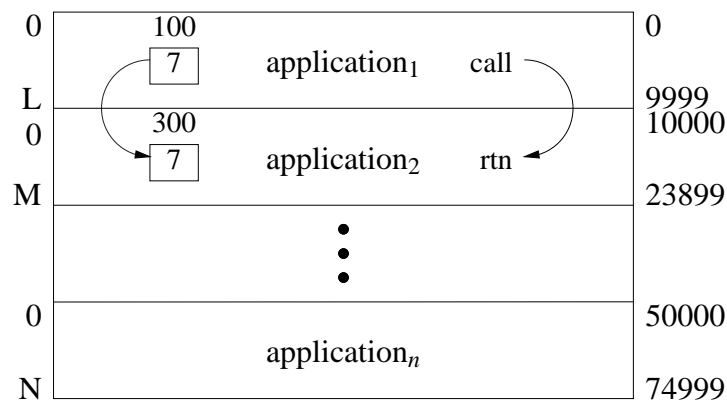 0 100 0
7 application₁ call
L 9999
0 300 10000
7 application₂ rtn
M 23899
0 50000
applicationₙ
N 74999